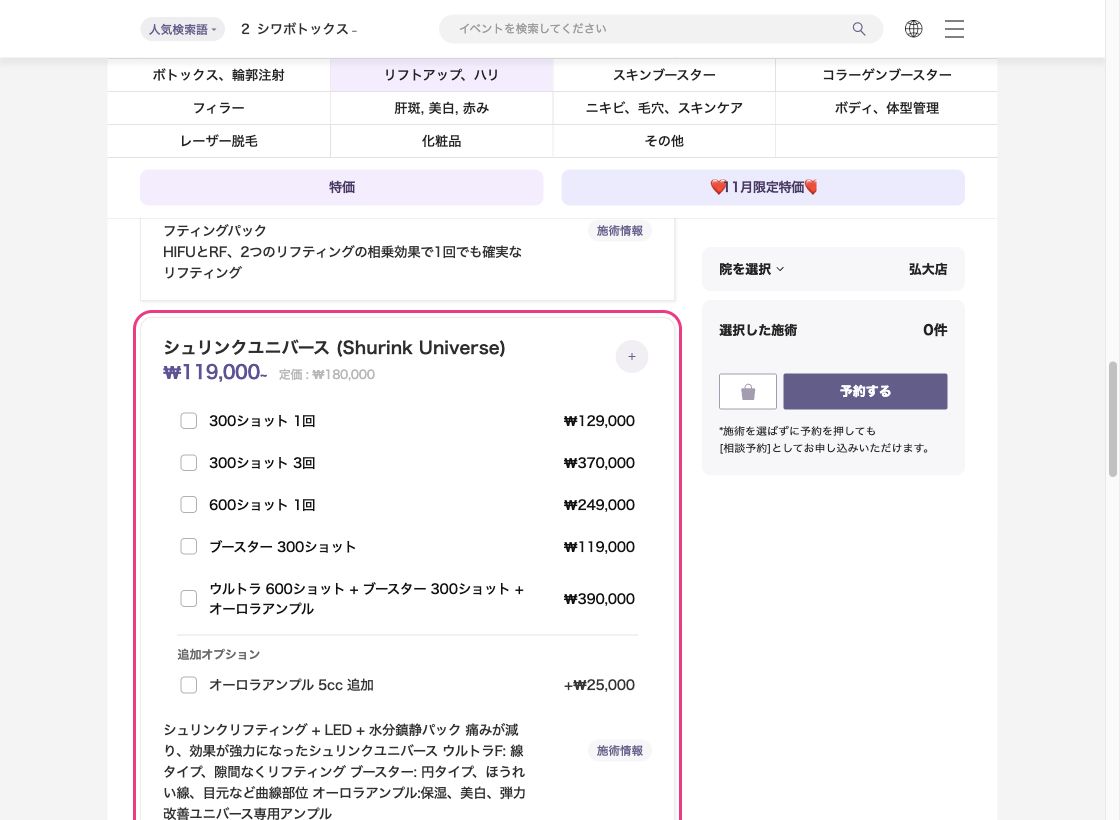 人気検索語
2 シワボトックス -
イベントを検索してください
ボトックス、輪郭注射
リフトアップ、ハリ
スキンブースター
コラーゲンブースター
フィラー
肝斑, 美白, 赤み
ニキビ、毛穴、スキンケア
ボディ、体型管理
レーザー脱毛
化粧品
その他
特価
❤️11月限定特価❤️
フティングパック
HIFUとRF、2つのリフティングの相乗効果で1回でも確実な
リフティング
施術情報
院を選択
弘大店
選択した施術
0件
予約する
*施術を選ばずに予約を押しても
[相談予約]としてお申し込みいただけます。
シュリンクユニバース (Shurink Universe)
₩119,000~ 定価 : ₩180,000
+
300ショット 1回 ₩129,000
300ショット 3回 ₩370,000
600ショット 1回 ₩249,000
ブースター 300ショット ₩119,000
ウルトラ 600ショット + ブースター 300ショット +
オーロラアンプル ₩390,000
追加オプション
オーロラアンプル 5cc 追加 +₩25,000
シュリンクリフティング + LED + 水分鎮静パック 痛みが減
り、効果が強力になったシュリンクユニバース ウルトラF: 線
タイプ、隙間なくリフティング ブースター: 円タイプ、ほうれ
い線、目元など曲線部位 オーロラアンプル:保湿、美白、弾力
改善ユニバース専用アンプル
施術情報